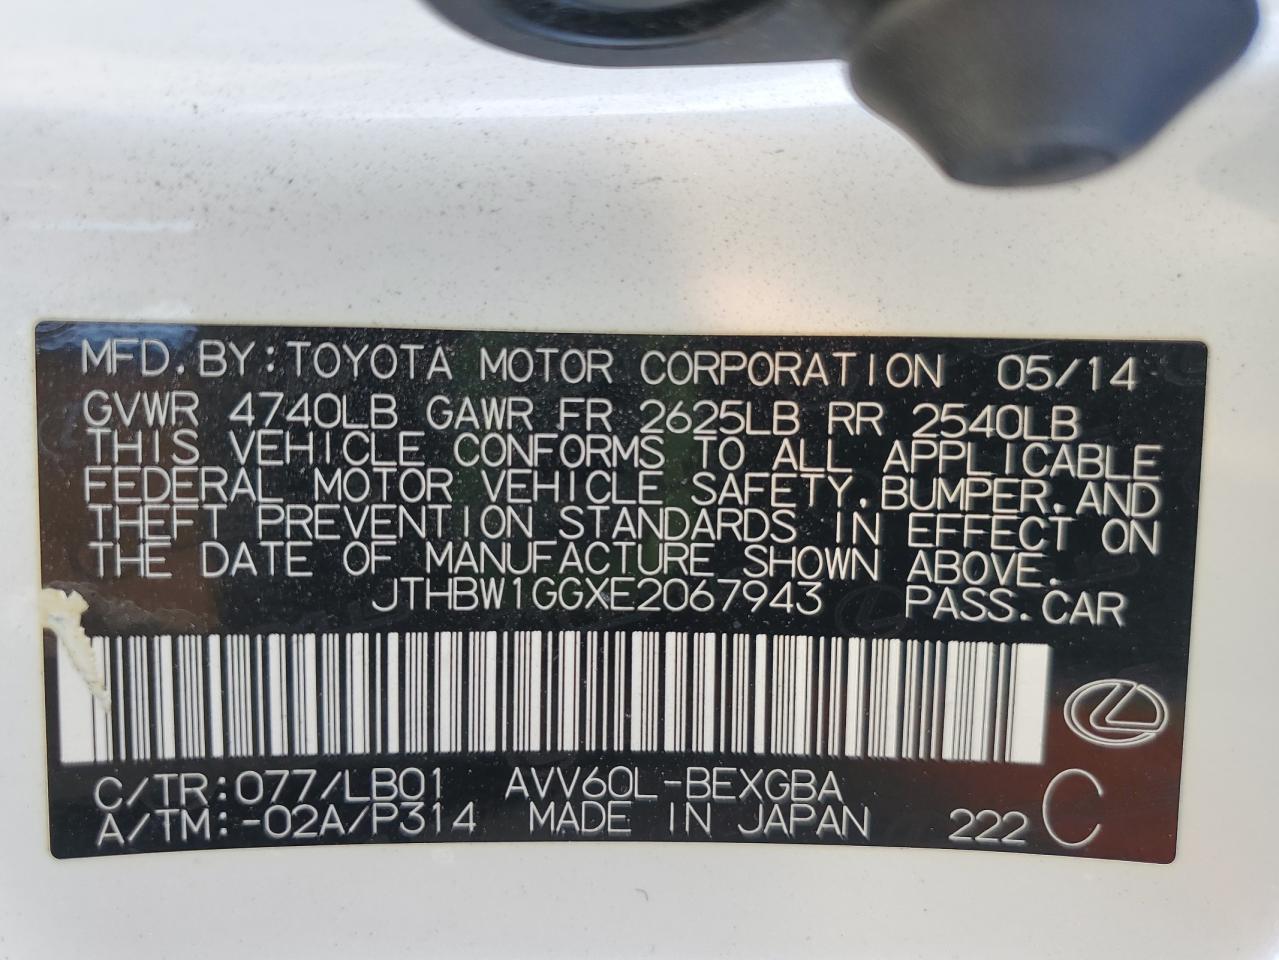 MFD. BY: TOYOTA MOTOR CORPORATION 05/14
GVWR 4740LB GAWR FR 2625LB RR 2540LB
THIS VEHICLE CONFORMS TO ALL APPLICABLE
FEDERAL MOTOR VEHICLE SAFETY, BUMPER, AND
THEFT PREVENTION STANDARDS IN EFFECT ON
THE DATE OF MANUFACTURE SHOWN ABOVE.
JTHBW1GGXE2067943 PASS. CAR
C/TR: 077/LB01 AVV60L-BEXGBA
A/TM: -02A/P314 MADE IN JAPAN 222 C